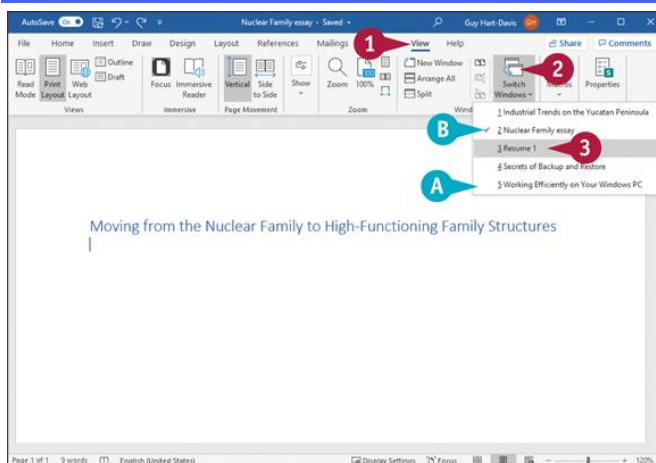 AutoSave On Nuclear Family essay - Saved Guy Hart-Davis GH
File Home Insert Draw Design Layout References Mailings 1 View Help Share Comments
Read Mode
Print Layout
Web Layout
Outline
Draft
Views
Focus
Immersive Reader
Immersive
Vertical
Side to Side
Page Movement
Show
Zoom
100%
Zoom
New Window
Arrange All
Split
Wind
Switch Windows
2
Macros
Properties
1 Industrial Trends on the Yucatan Peninsula
B ✓ 2 Nuclear Family essay
3 Resume 1 3
4 Secrets of Backup and Restore
A 5 Working Efficiently on Your Windows PC
Moving from the Nuclear Family to High-Functioning Family Structures
Page 1 of 1 9 words English (United States) Display Settings Focus 120%